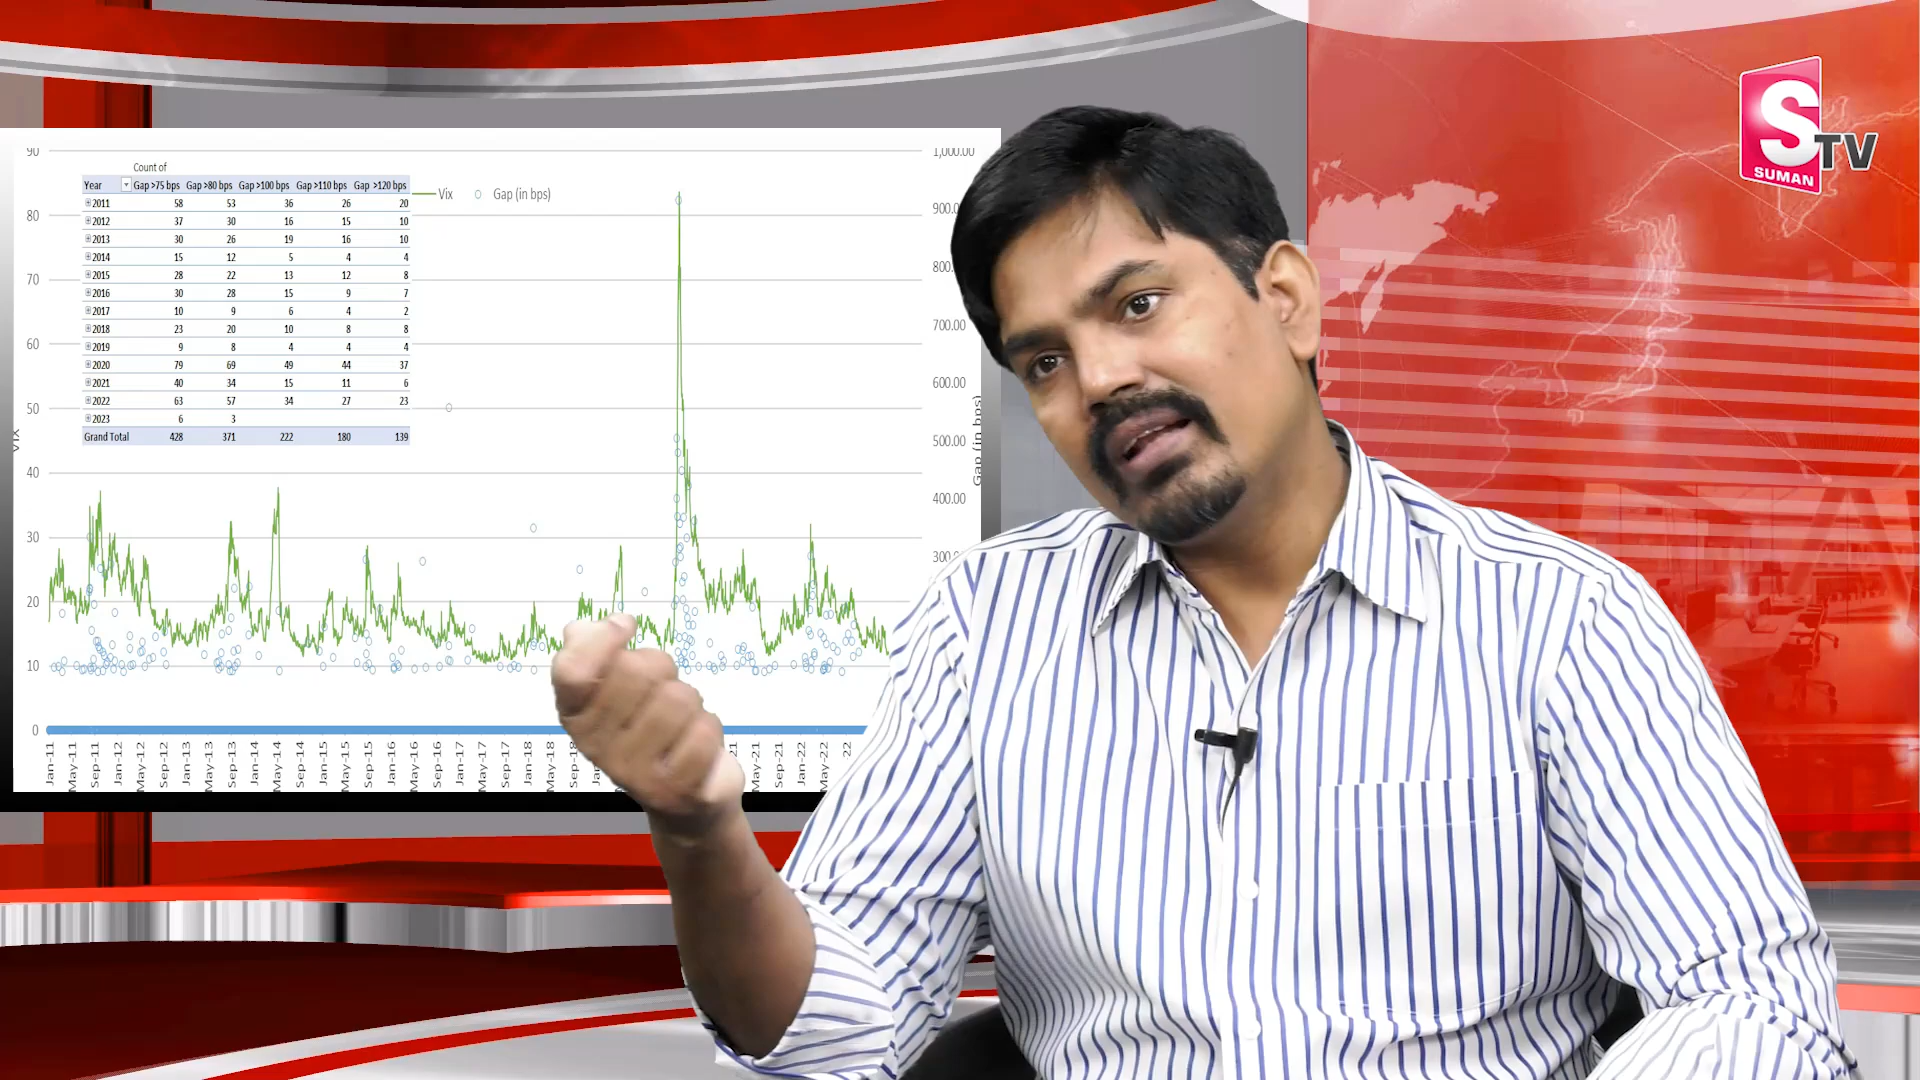 S
TV
SUMAN
90
80
70
60
50
40
30
20
10
0
Vix
Count of
Year Gap >75 bps Gap >80 bps Gap >100 bps Gap >110 bps Gap >120 bps
2011 58 53 36 26 20
2012 37 30 16 15 10
2013 30 26 19 16 10
2014 15 12 5 4 4
2015 28 22 13 12 8
2016 30 28 15 9 7
2017 10 9 6 4 2
2018 23 20 10 8 8
2019 9 8 4 4 4
2020 79 69 49 44 37
2021 40 34 15 11 6
2022 63 57 34 27 23
2023 6 3
Grand Total 428 371 222 180 139
Vix Gap (in bps)
1,000.00
900.0
800.
700.00
600.00
500.00
400.00
300.
Gap (in bps)
Jan-11 May-11 Sep-11 Jan-12 May-12 Sep-12 Jan-13 May-13 Sep-13 Jan-14 May-14 Sep-14 Jan-15 May-15 Sep-15 Jan-16 May-16 Sep-16 Jan-17 May-17 Sep-17 Jan-18 May-18 Sep-18 21 May-21 Sep-21 Jan-22 May-22 22